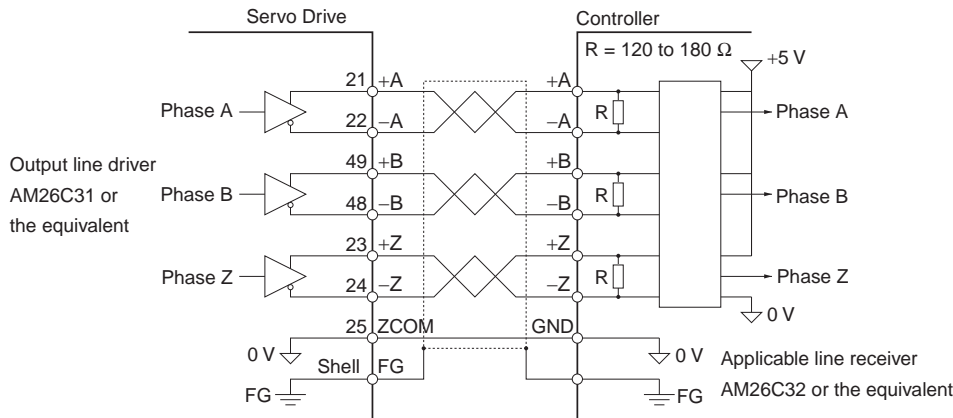 Servo Drive
Controller
R = 120 to 180 Ω
+5 V
21 +A
+A
Phase A
R
Phase A
22 −A
−A
Output line driver
AM26C31 or
the equivalent
49 +B
+B
Phase B
R
Phase B
48 −B
−B
23 +Z
+Z
Phase Z
R
Phase Z
24 −Z
−Z
0 V
25 ZCOM
GND
0 V
0 V
Shell FG
FG
FG
Applicable line receiver
AM26C32 or the equivalent